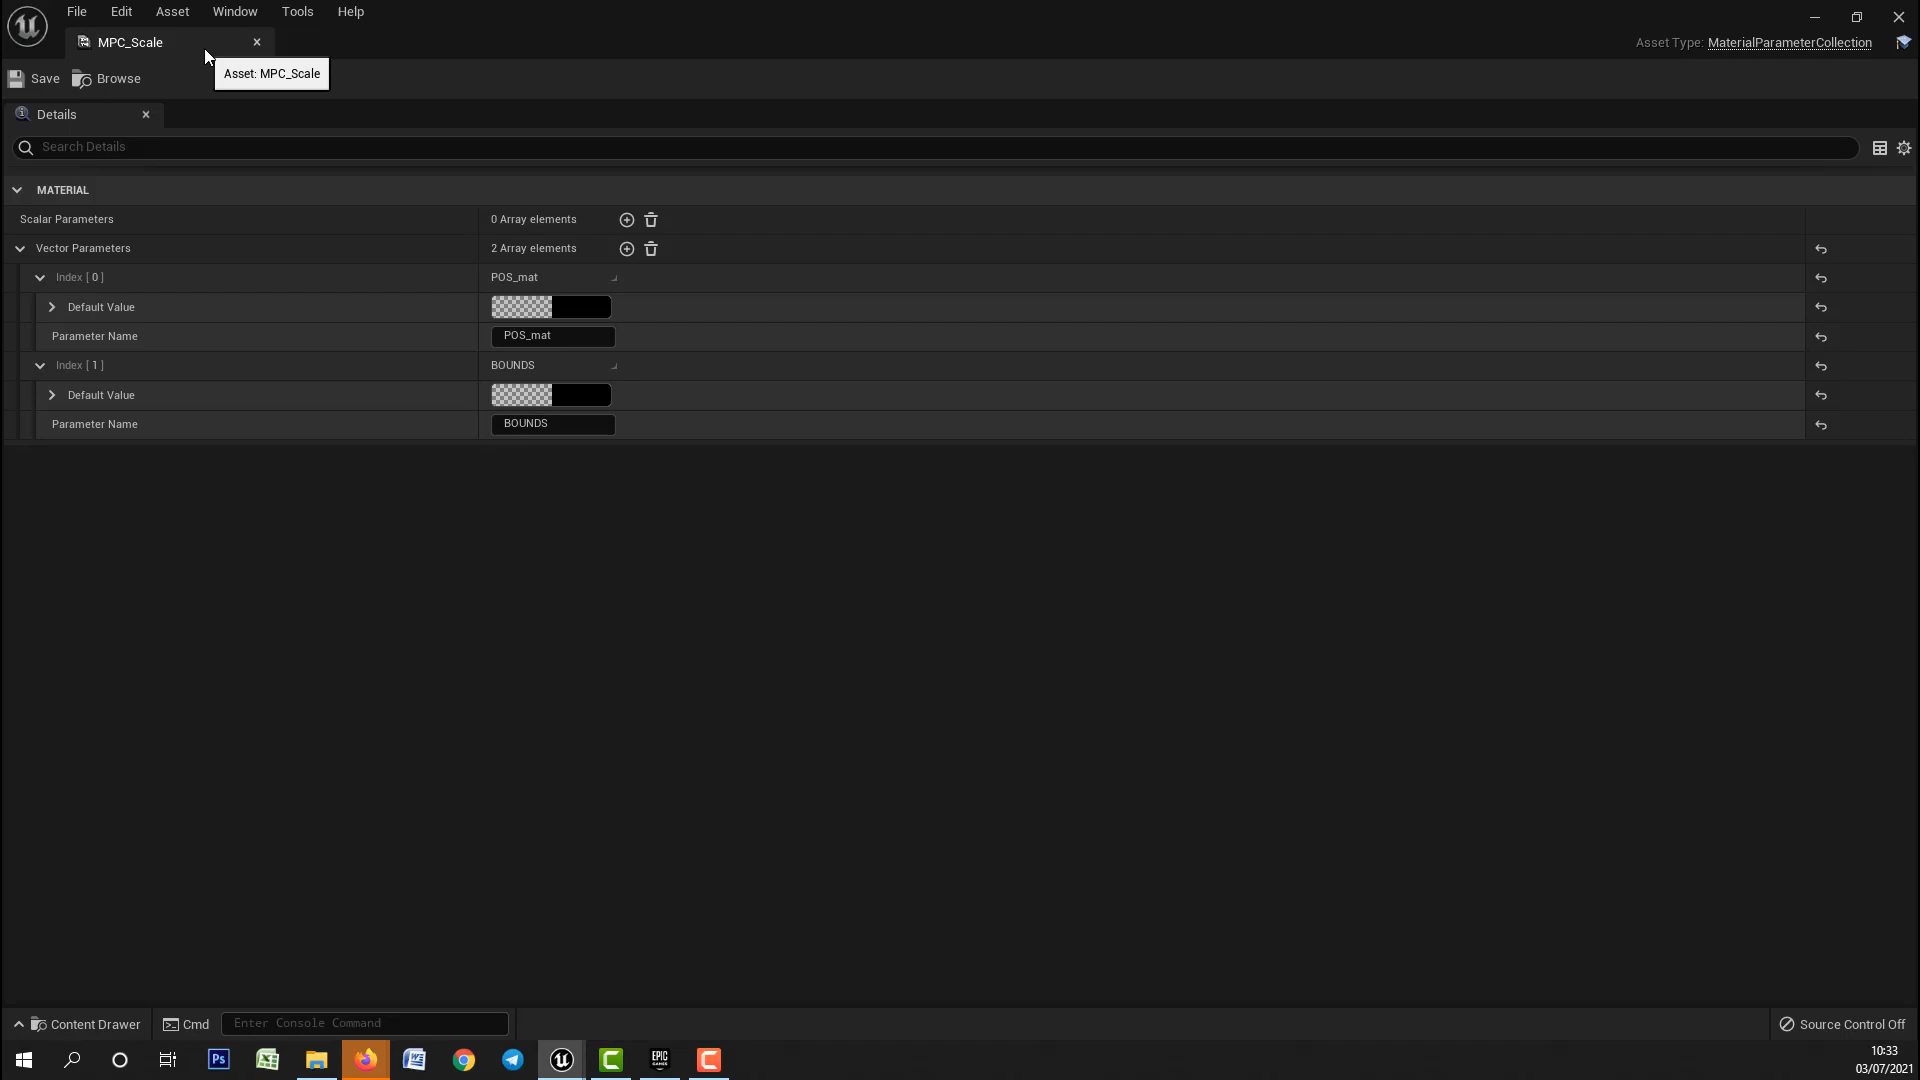 File Edit Asset Window Tools Help
MPC_Scale
Asset Type: MaterialParameterCollection
Asset: MPC_Scale
Save Browse
Details
Search Details
MATERIAL
Scalar Parameters 0 Array elements
Vector Parameters 2 Array elements
Index [ 0 ] POS_mat
Default Value
Parameter Name POS_mat
Index [ 1 ] BOUNDS
Default Value
Parameter Name BOUNDS
Content Drawer Cmd Enter Console Command Source Control Off
Ps
EPIC GAMES
10:33
03/07/2021